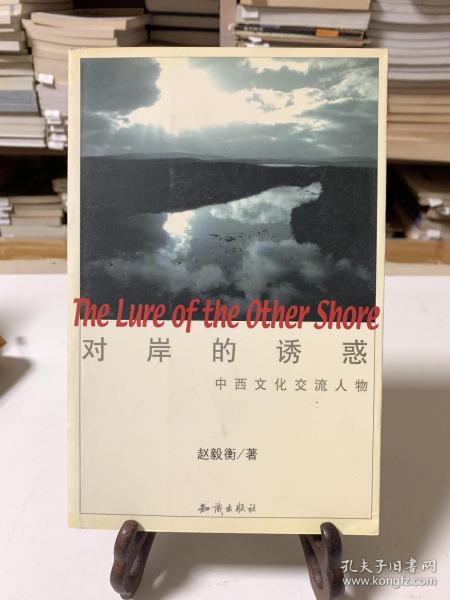 The Lure of the Other Shore
对岸的诱惑
中西文化交流人物
赵毅衡/著
知识出版社
孔夫子旧书网
www.kongfz.com